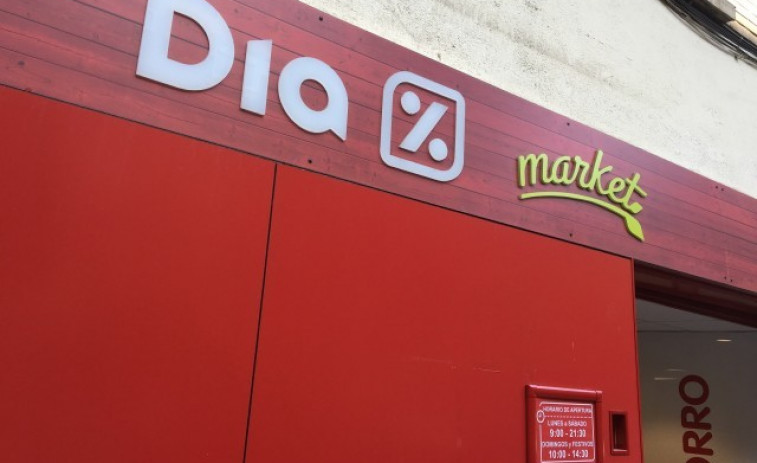 Dia %
market
HORARIO DE APERTURA
LUNES a SÁBADO
9:00 - 21:30
DOMINGOS y FESTIVOS
10:00 - 14:30
ORRO